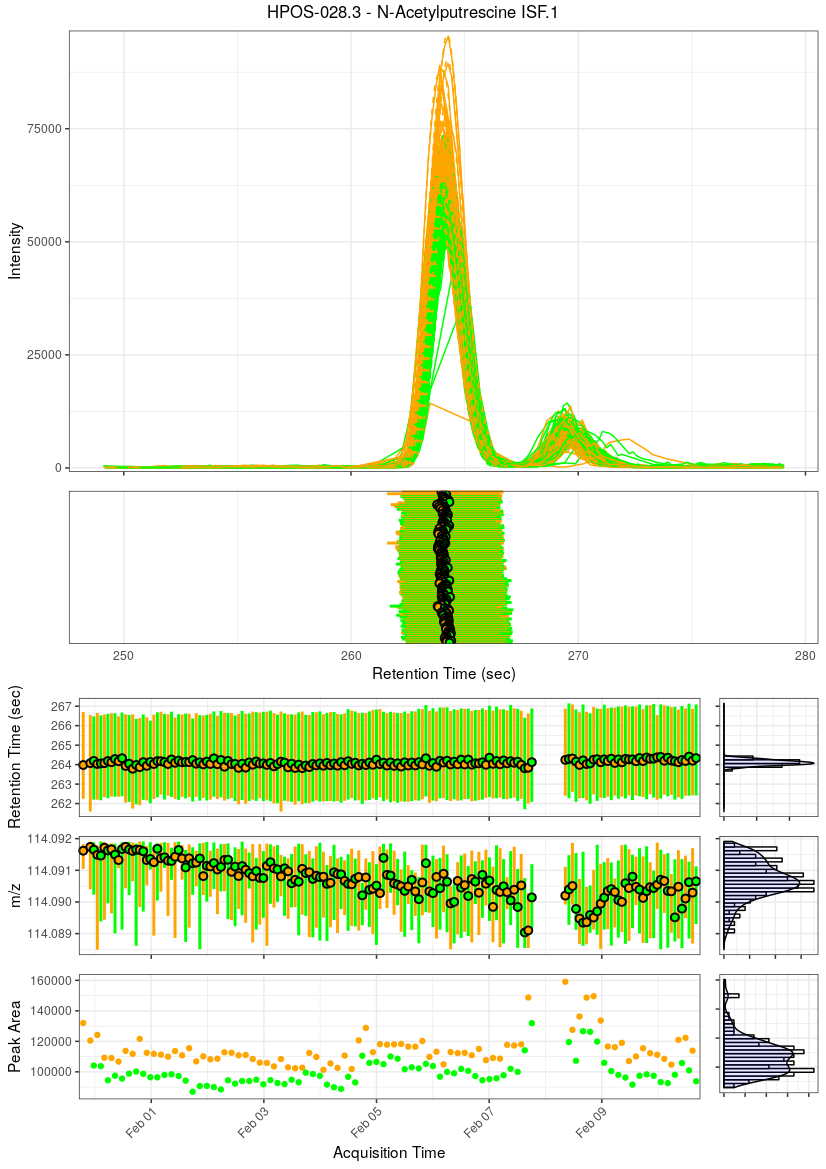 HPOS-028.3 - N-Acetylputrescine ISF.1
75000
50000
25000
0
Intensity
250 260 270 280
Retention Time (sec)
267
266
265
264
263
262
Retention Time (sec)
114.092
114.091
114.090
114.089
m/z
160000
140000
120000
100000
Peak Area
Feb 01 Feb 03 Feb 05 Feb 07 Feb 09
Acquisition Time